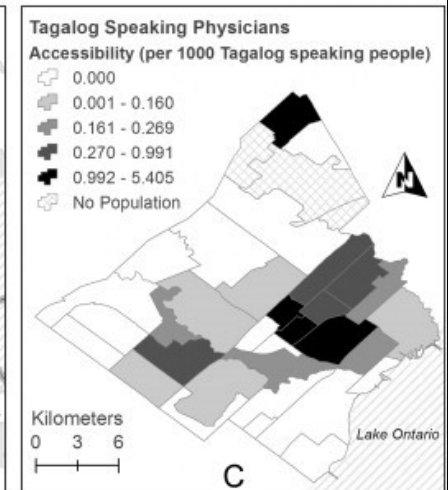 Tagalog Speaking Physicians
Accessibility (per 1000 Tagalog speaking people)
0.000
0.001 - 0.160
0.161 - 0.269
0.270 - 0.991
0.992 - 5.405
No Population
N
Kilometers
0 3 6
Lake Ontario
C